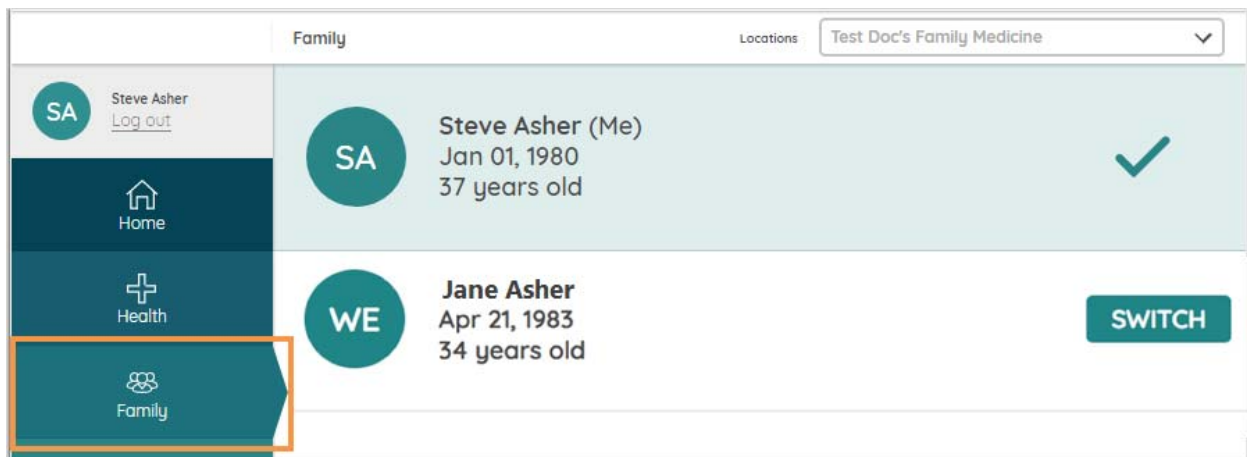 Family
Locations
Test Doc's Family Medicine
SA
Steve Asher
Log out
Home
Health
Family
SA
Steve Asher (Me)
Jan 01, 1980
37 years old
WE
Jane Asher
Apr 21, 1983
34 years old
SWITCH